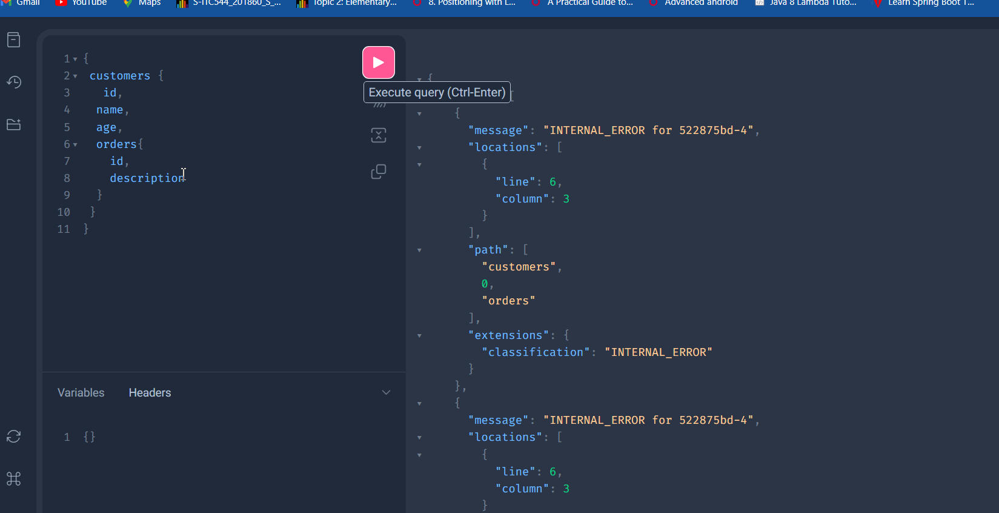 Gmail YouTube Maps S-ITC544_201860_S_... Topic 2: Elementary... 8. Positioning with L... A Practical Guide to... Advanced android Java 8 Lambda Tuto... Learn Spring Boot T...
1 {
2 customers {
3 id,
4 name,
5 age,
6 orders{
7 id,
8 description
9 }
10 }
11 }
Execute query (Ctrl-Enter)
Variables Headers
1 {}
{
[
{
"message": "INTERNAL_ERROR for 522875bd-4",
"locations": [
{
"line": 6,
"column": 3
}
],
"path": [
"customers",
0,
"orders"
],
"extensions": {
"classification": "INTERNAL_ERROR"
}
},
{
"message": "INTERNAL_ERROR for 522875bd-4",
"locations": [
{
"line": 6,
"column": 3
}